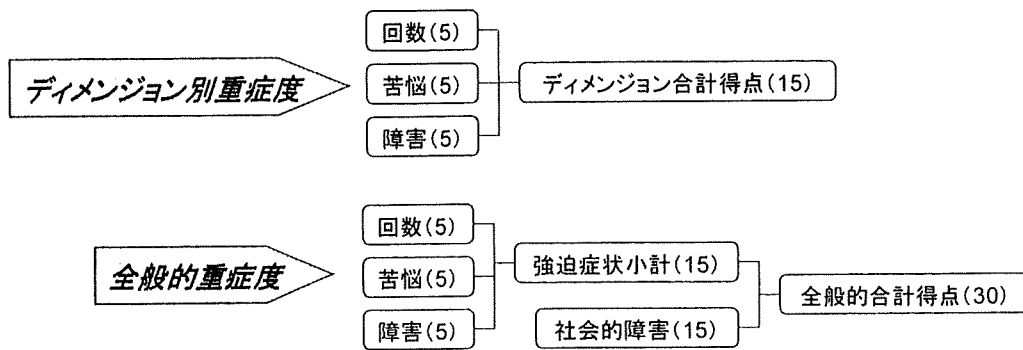 回数(5)
ディメンジョン別重症度
苦悩(5)
ディメンジョン合計得点(15)
障害(5)
回数(5)
全般的重症度
苦悩(5)
強迫症状小計(15)
全般的合計得点(30)
障害(5)
社会的障害(15)